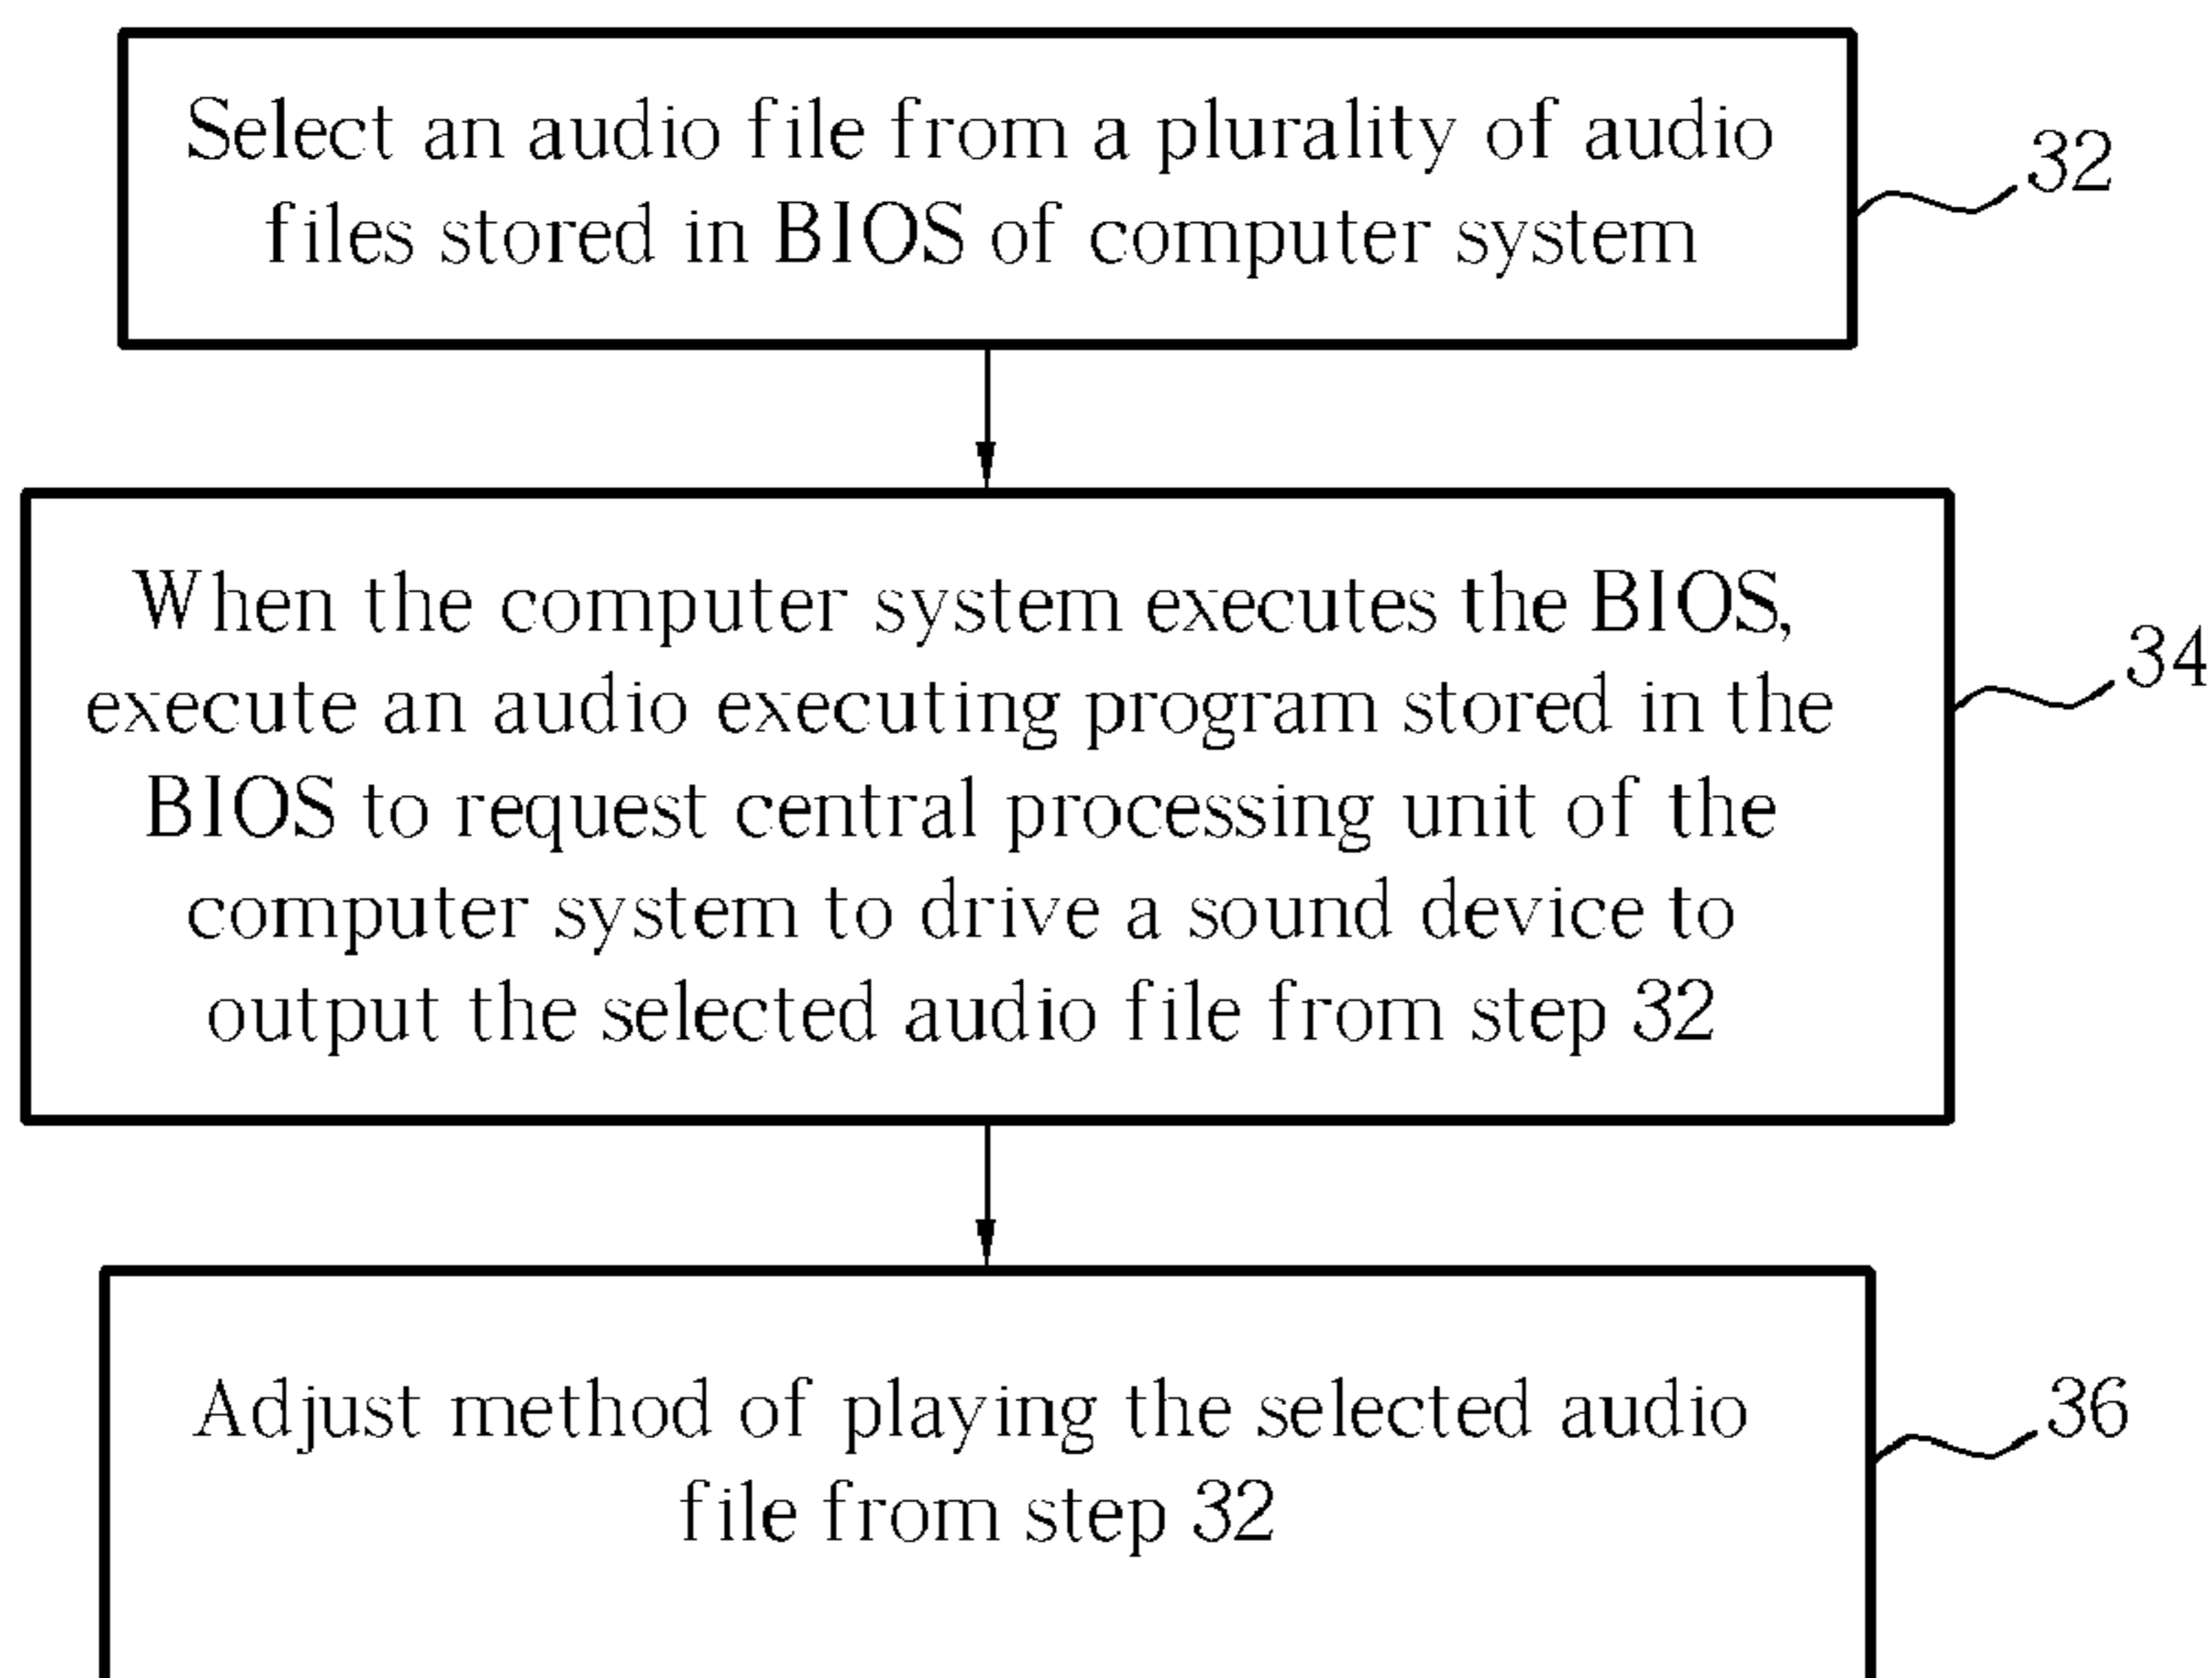 Select an audio file from a plurality of audio
files stored in BIOS of computer system
32
When the computer system executes the BIOS,
execute an audio executing program stored in the
BIOS to request central processing unit of the
computer system to drive a sound device to
output the selected audio file from step 32
34
Adjust method of playing the selected audio
file from step 32
36